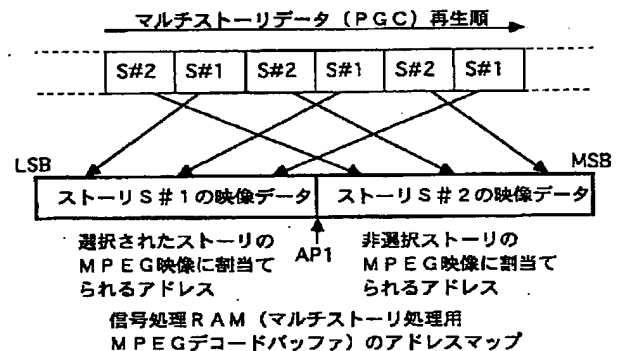 マルチストーリデータ（PGC）再生順
S#2 S#1 S#2 S#1 S#2 S#1
LSB MSB
ストーリS#1の映像データ ストーリS#2の映像データ
選択されたストーリの
MPEG映像に割当て
られるアドレス
AP1
非選択ストーリの
MPEG映像に割当て
られるアドレス
信号処理RAM（マルチストーリ処理用
MPEGデコードバッファ）のアドレスマップ